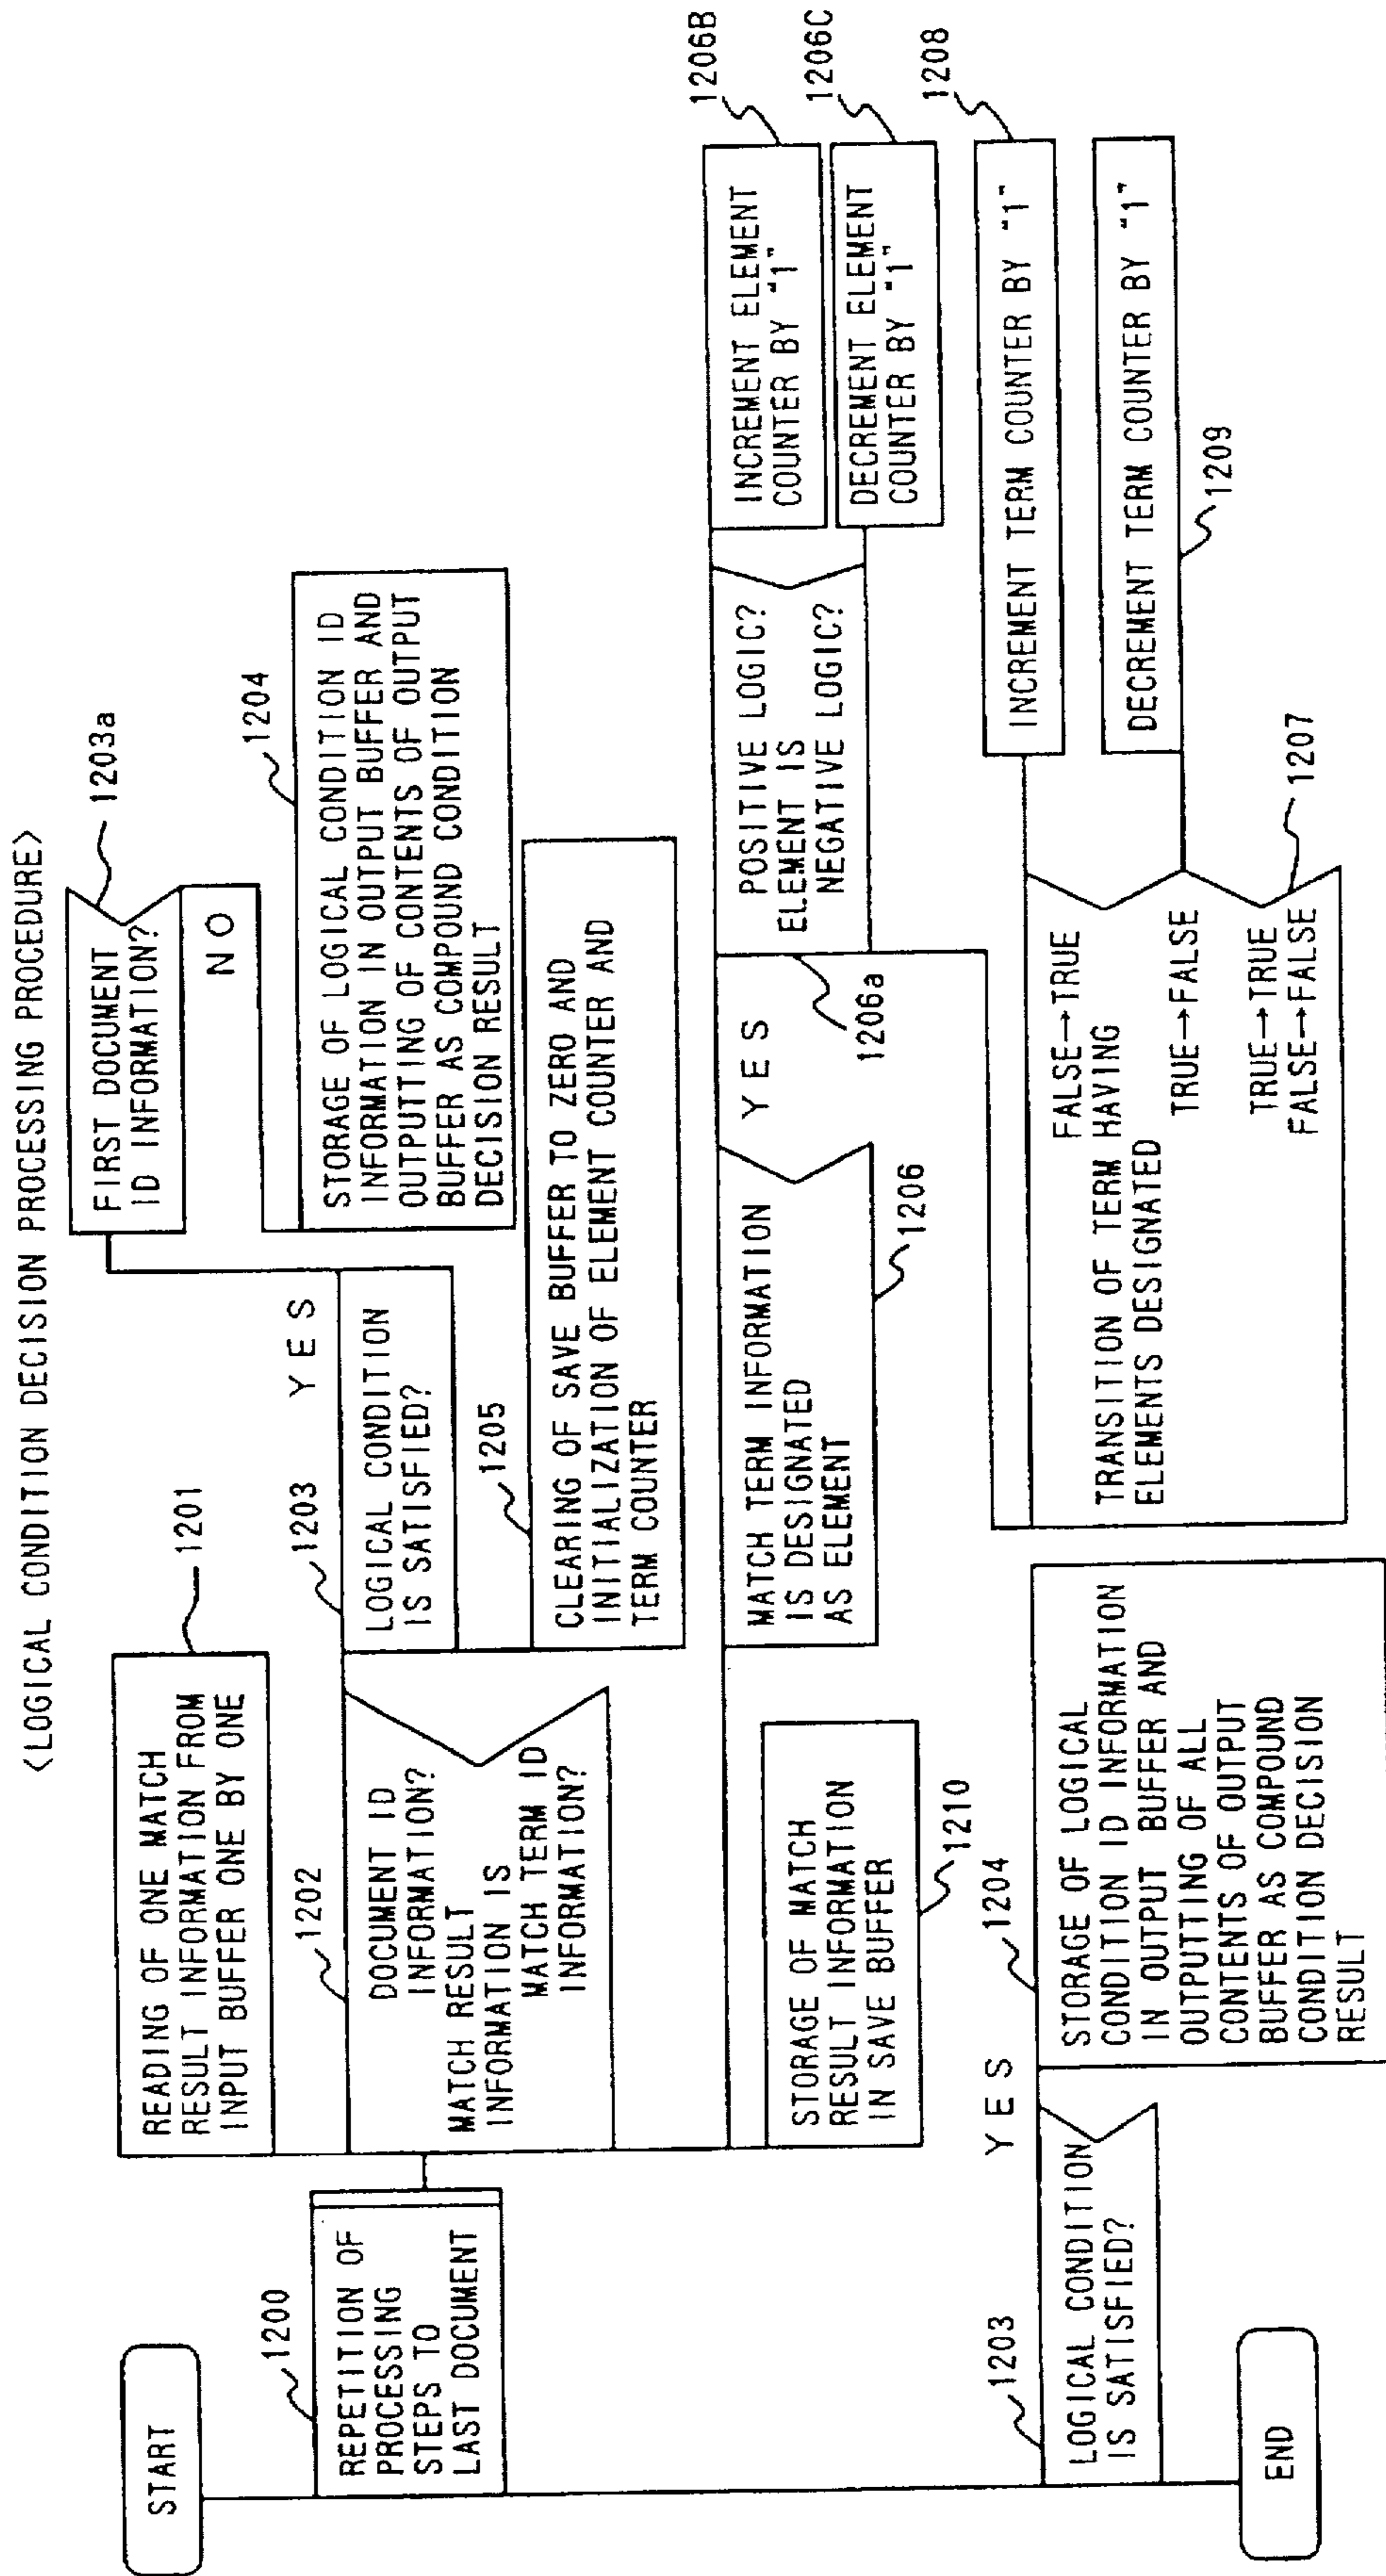 <LOGICAL CONDITION DECISION PROCESSING PROCEDURE>
START
1200
REPETITION OF
PROCESSING
STEPS TO
LAST DOCUMENT
1201
READING OF ONE MATCH
RESULT INFORMATION FROM
INPUT BUFFER ONE BY ONE
1202
DOCUMENT ID
INFORMATION?
MATCH RESULT
INFORMATION IS
MATCH TERM ID
INFORMATION?
1203
YES
LOGICAL CONDITION
IS SATISFIED?
1203a
FIRST DOCUMENT
ID INFORMATION?
NO
1204
STORAGE OF LOGICAL CONDITION ID
INFORMATION IN OUTPUT BUFFER AND
OUTPUTING OF CONTENTS OF OUTPUT
BUFFER AS COMPOUND CONDITION
DECISION RESULT
1205
CLEARING OF SAVE BUFFER TO ZERO AND
INITIALIZATION OF ELEMENT COUNTER AND
TERM COUNTER
MATCH TERM INFORMATION
IS DESIGNATED
AS ELEMENT
1206
YES
1206a
POSITIVE LOGIC?
ELEMENT IS
NEGATIVE LOGIC?
INCREMENT ELEMENT
COUNTER BY "1"
1206B
DECREMENT ELEMENT
COUNTER BY "1"
1206C
FALSE→TRUE
TRANSITION OF TERM HAVING
ELEMENTS DESIGNATED
TRUE→FALSE
TRUE→TRUE
FALSE→FALSE
1207
INCREMENT TERM COUNTER BY "1"
1208
DECREMENT TERM COUNTER BY "1"
1209
STORAGE OF MATCH
RESULT INFORMATION
IN SAVE BUFFER
1210
1203
YES
LOGICAL CONDITION
IS SATISFIED?
1204
STORAGE OF LOGICAL
CONDITION ID INFORMATION
IN OUTPUT BUFFER AND
OUTPUTING OF ALL
CONTENTS OF OUTPUT
BUFFER AS COMPOUND
CONDITION DECISION
RESULT
END